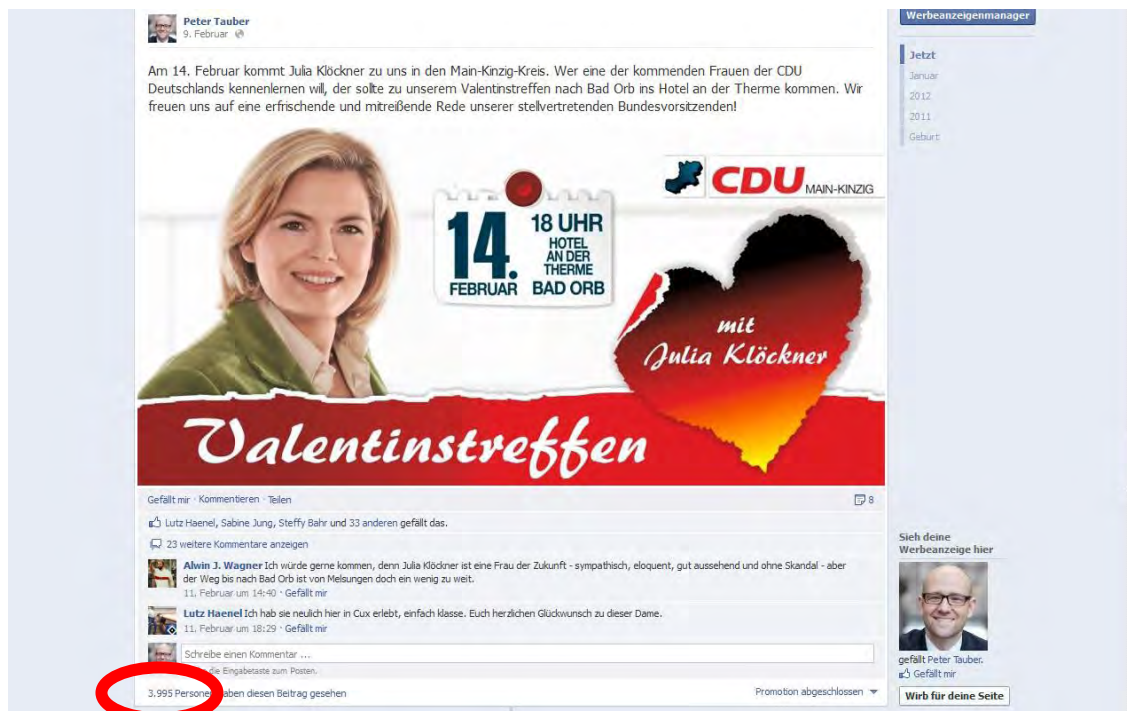 Peter Tauber
9. Februar
Am 14. Februar kommt Julia Klöckner zu uns in den Main-Kinzig-Kreis. Wer eine der kommenden Frauen der CDU
Deutschlands kennenlernen will, der sollte zu unserem Valentinstreffen nach Bad Orb ins Hotel an der Therme kommen. Wir
freuen uns auf eine erfrischende und mitreißende Rede unserer stellvertretenden Bundesvorsitzenden!
CDU MAIN-KINZIG
14.
FEBRUAR
18 UHR
HOTEL
AN DER
THERME
BAD ORB
mit
Julia Klöckner
Valentinstreffen
Gefällt mir · Kommentieren · Teilen
8
Lutz Haenel, Sabine Jung, Steffy Bahr und 33 anderen gefällt das.
23 weitere Kommentare anzeigen
Alwin J. Wagner Ich würde gerne kommen, denn Julia Klöckner ist eine Frau der Zukunft - sympathisch, eloquent, gut aussehend und ohne Skandal - aber
der Weg bis nach Bad Orb ist von Melsungen doch ein wenig zu weit.
11. Februar um 14:40 · Gefällt mir
Lutz Haenel Ich hab sie neulich hier in Cux erlebt, einfach klasse. Euch herzlichen Glückwunsch zu dieser Dame.
11. Februar um 18:29 · Gefällt mir
Schreibe einen Kommentar ...
die Eingabetaste zum Posten.
3.995 Personen haben diesen Beitrag gesehen
Promotion abgeschlossen
Werbeanzeigenmanager
Jetzt
Januar
2012
2011
Geburt
Sieh deine
Werbeanzeige hier
gefällt Peter Tauber.
Gefällt mir
Wirb für deine Seite